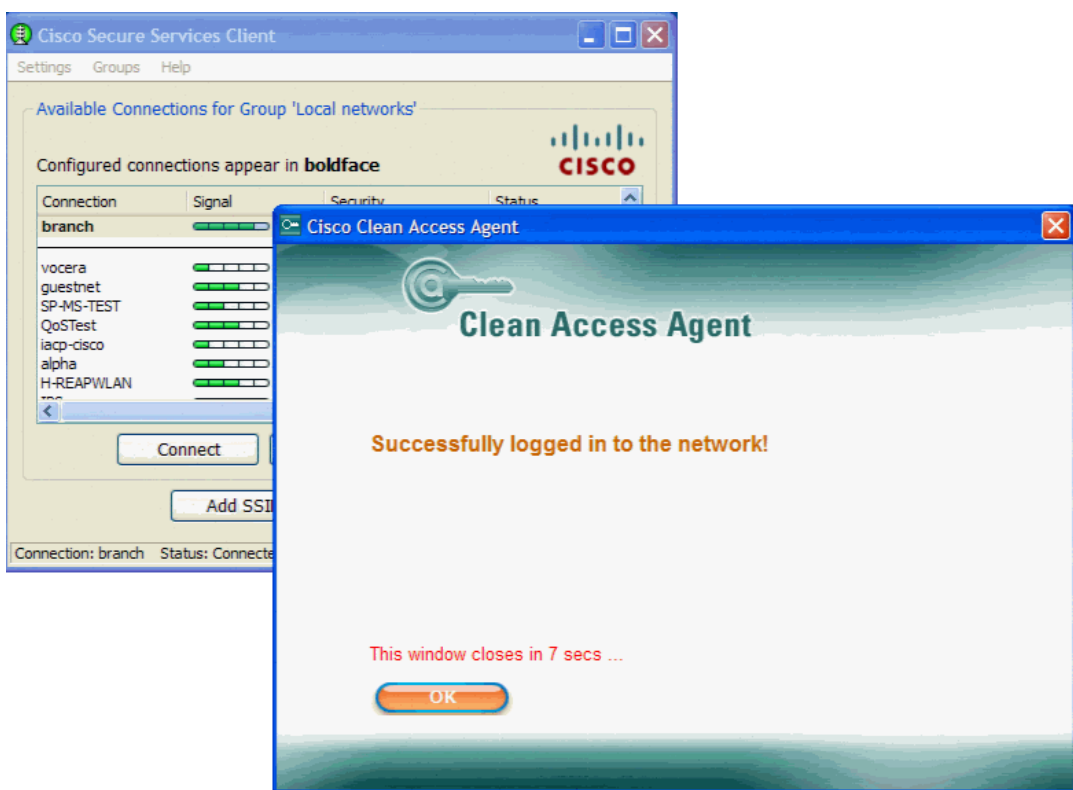 Cisco Secure Services Client
Settings Groups Help
Available Connections for Group 'Local networks'
CISCO
Configured connections appear in boldface
Connection Signal Security Status
branch
vocera
guestnet
SP-MS-TEST
QoSTest
iacp-cisco
alpha
H-REAPWLAN
Connect
Add SSI
Connection: branch Status: Connecte
Cisco Clean Access Agent
Clean Access Agent
Successfully logged in to the network!
This window closes in 7 secs ...
OK